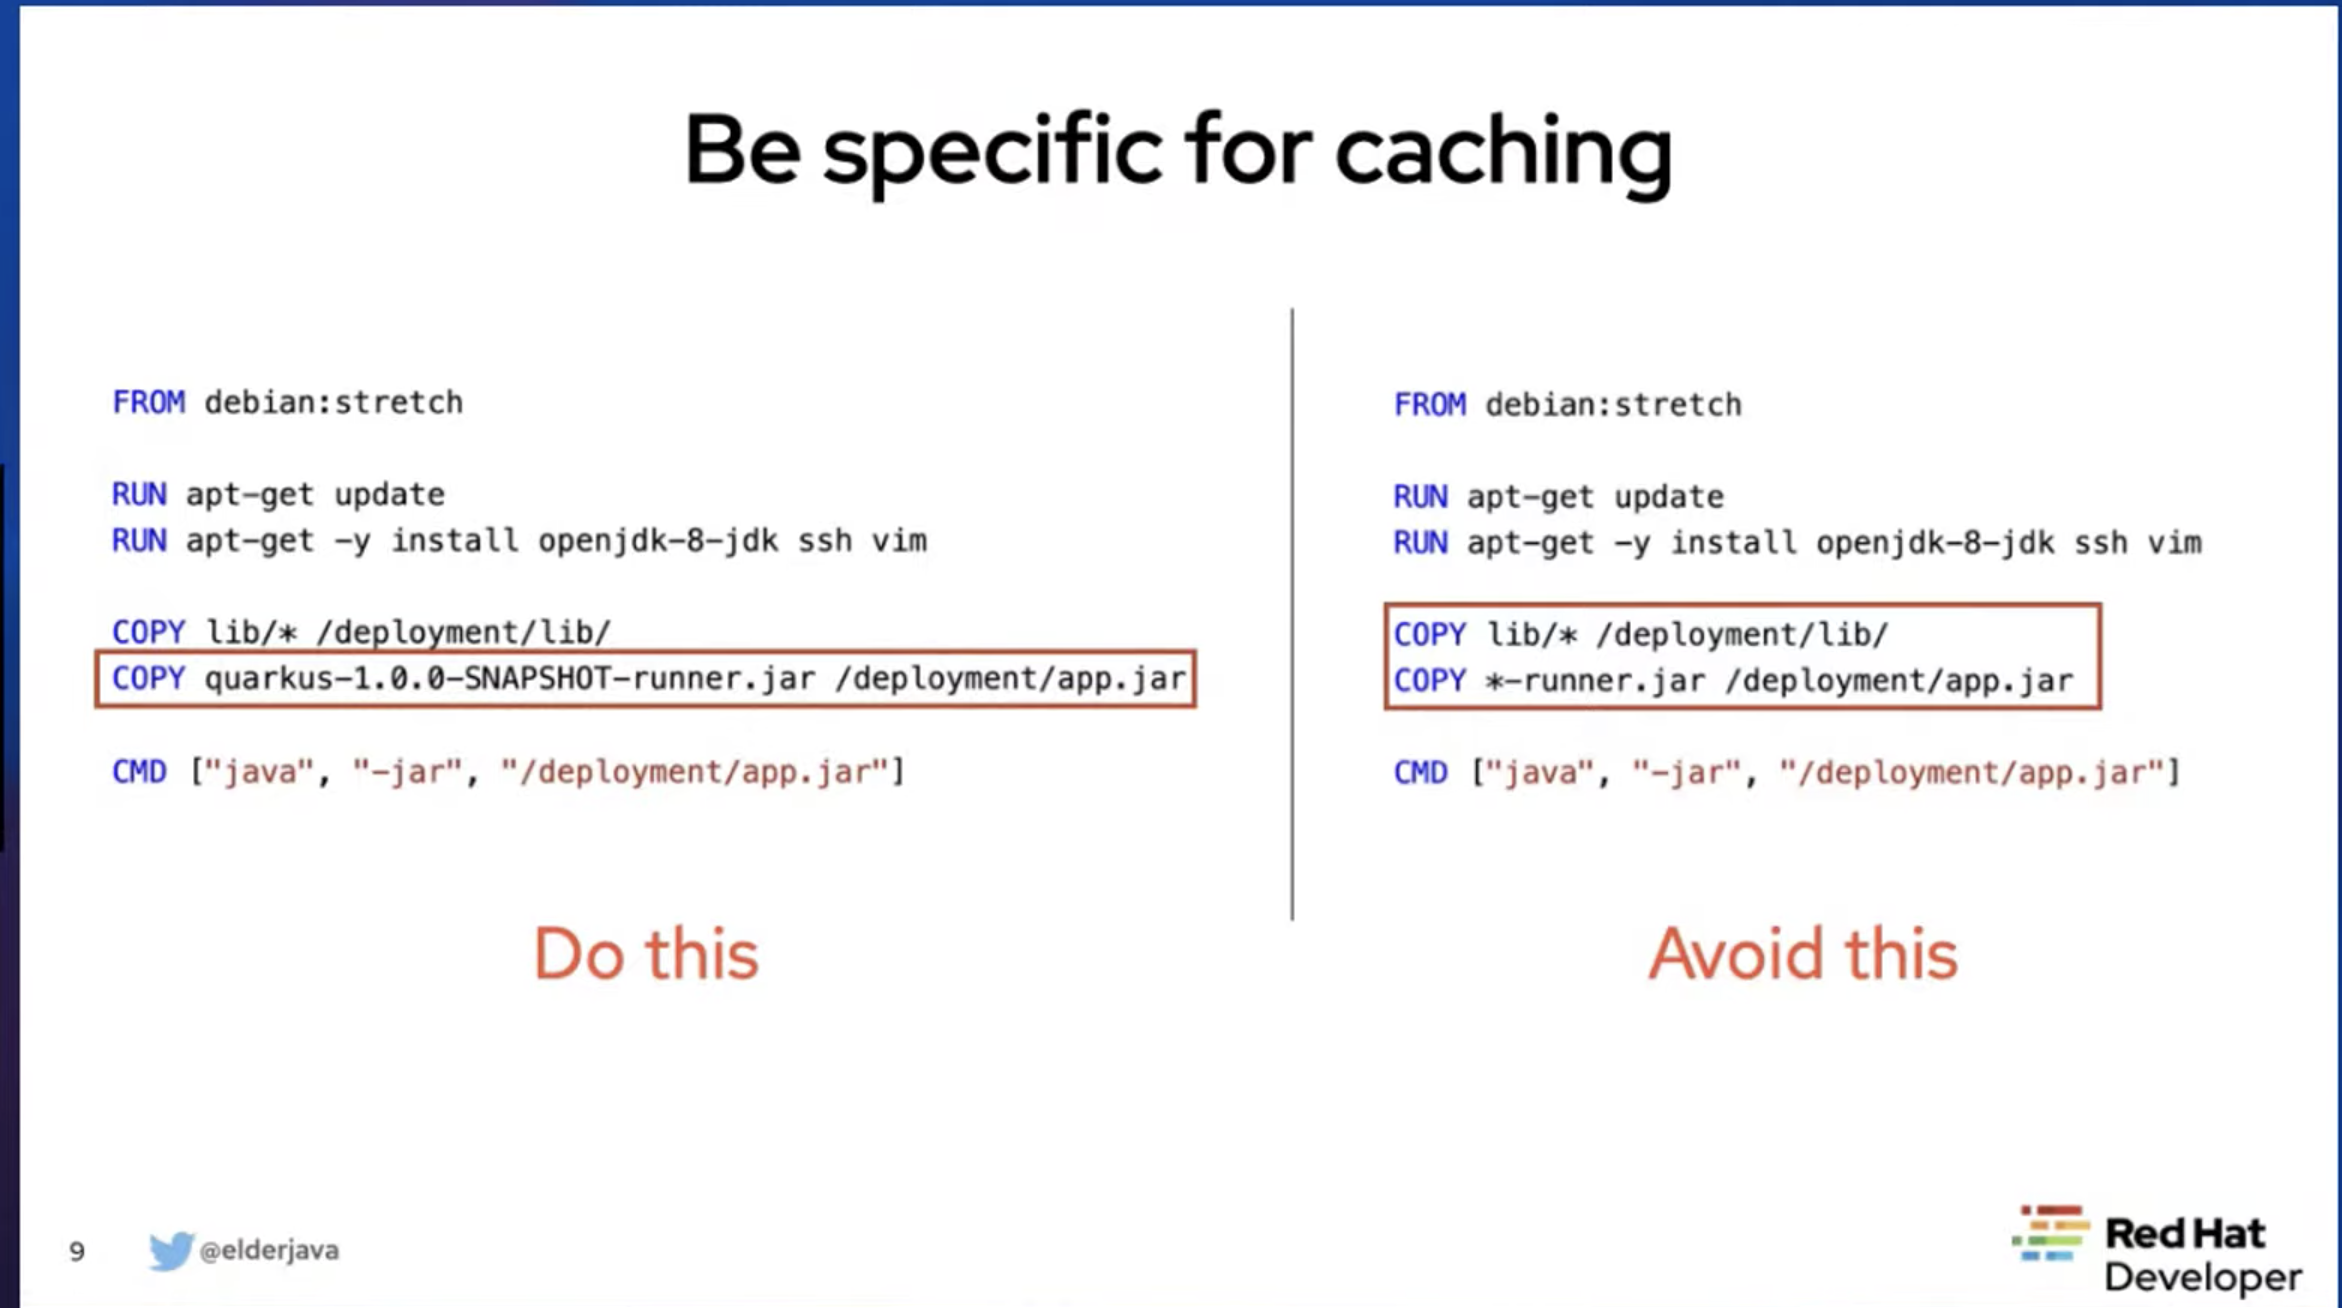 Be specific for caching
FROM debian:stretch
RUN apt-get update
RUN apt-get -y install openjdk-8-jdk ssh vim
COPY lib/* /deployment/lib/
COPY quarkus-1.0.0-SNAPSHOT-runner.jar /deployment/app.jar
CMD ["java", "-jar", "/deployment/app.jar"]
Do this
FROM debian:stretch
RUN apt-get update
RUN apt-get -y install openjdk-8-jdk ssh vim
COPY lib/* /deployment/lib/
COPY *-runner.jar /deployment/app.jar
CMD ["java", "-jar", "/deployment/app.jar"]
Avoid this
9
@elderjava
Red Hat
Developer